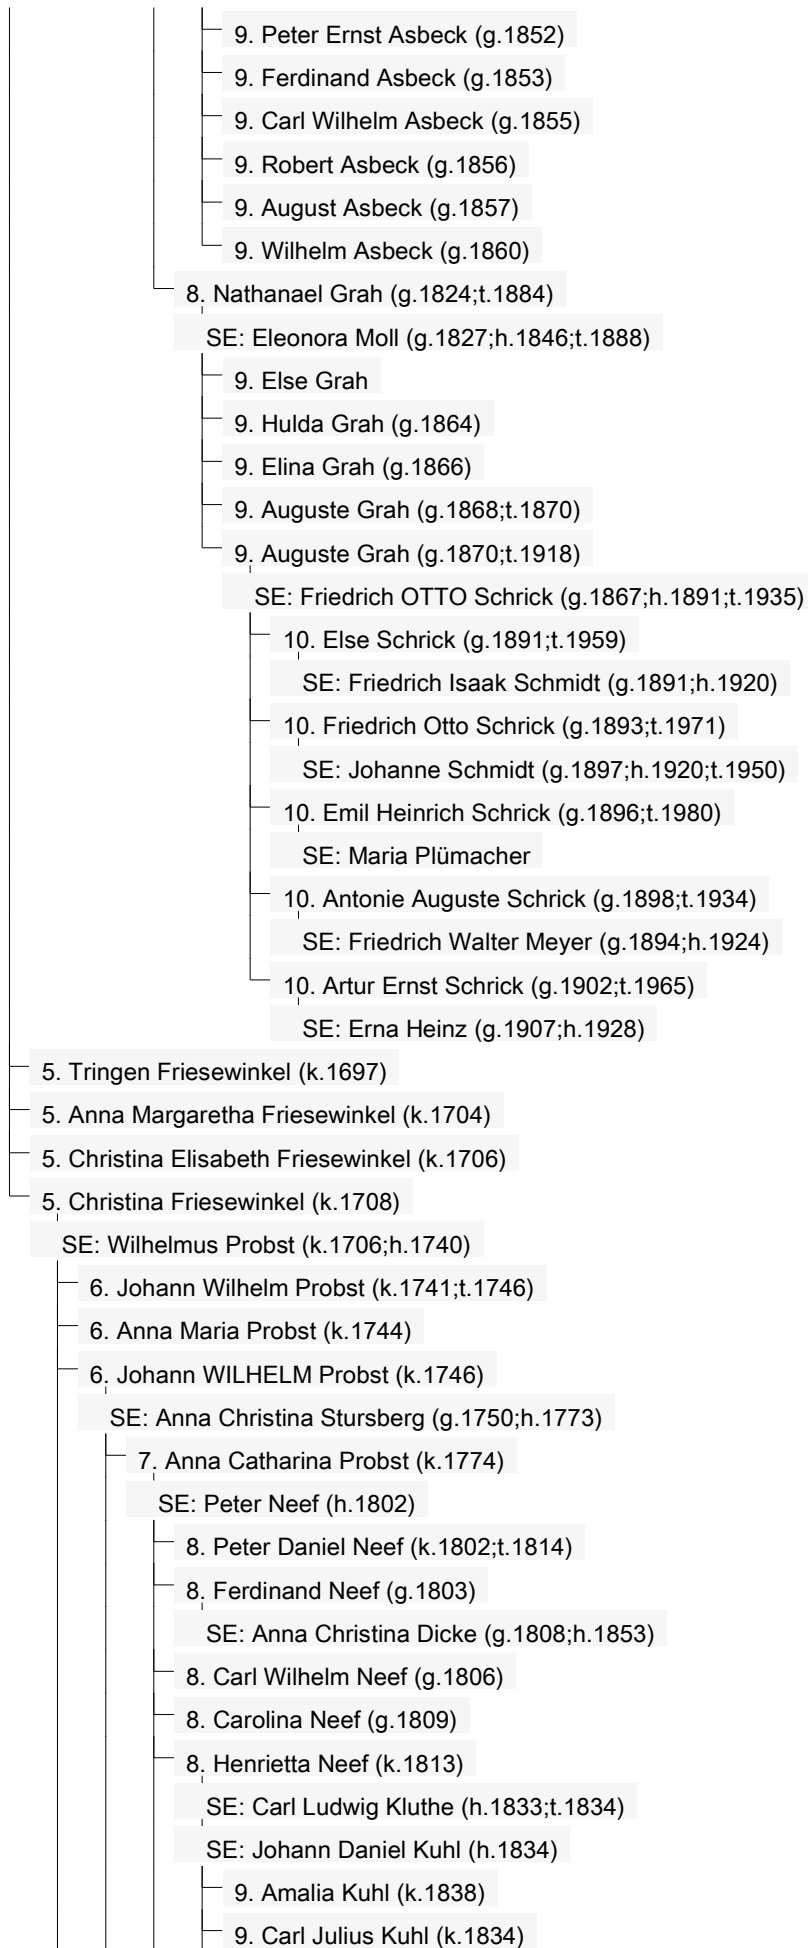 9. Peter Ernst Asbeck (g.1852)
9. Ferdinand Asbeck (g.1853)
9. Carl Wilhelm Asbeck (g.1855)
9. Robert Asbeck (g.1856)
9. August Asbeck (g.1857)
9. Wilhelm Asbeck (g.1860)
8. Nathanael Grah (g.1824;t.1884)
SE: Eleonora Moll (g.1827;h.1846;t.1888)
9. Else Grah
9. Hulda Grah (g.1864)
9. Elina Grah (g.1866)
9. Auguste Grah (g.1868;t.1870)
9. Auguste Grah (g.1870;t.1918)
SE: Friedrich OTTO Schrick (g.1867;h.1891;t.1935)
10. Else Schrick (g.1891;t.1959)
SE: Friedrich Isaak Schmidt (g.1891;h.1920)
10. Friedrich Otto Schrick (g.1893;t.1971)
SE: Johanne Schmidt (g.1897;h.1920;t.1950)
10. Emil Heinrich Schrick (g.1896;t.1980)
SE: Maria Plümacher
10. Antonie Auguste Schrick (g.1898;t.1934)
SE: Friedrich Walter Meyer (g.1894;h.1924)
10. Artur Ernst Schrick (g.1902;t.1965)
SE: Erna Heinz (g.1907;h.1928)
5. Tringen Friesewinkel (k.1697)
5. Anna Margaretha Friesewinkel (k.1704)
5. Christina Elisabeth Friesewinkel (k.1706)
5. Christina Friesewinkel (k.1708)
SE: Wilhelmus Probst (k.1706;h.1740)
6. Johann Wilhelm Probst (k.1741;t.1746)
6. Anna Maria Probst (k.1744)
6. Johann WILHELM Probst (k.1746)
SE: Anna Christina Stursberg (g.1750;h.1773)
7. Anna Catharina Probst (k.1774)
SE: Peter Neef (h.1802)
8. Peter Daniel Neef (k.1802;t.1814)
8. Ferdinand Neef (g.1803)
SE: Anna Christina Dicke (g.1808;h.1853)
8. Carl Wilhelm Neef (g.1806)
8. Carolina Neef (g.1809)
8. Henrietta Neef (k.1813)
SE: Carl Ludwig Kluthe (h.1833;t.1834)
SE: Johann Daniel Kuhl (h.1834)
9. Amalia Kuhl (k.1838)
9. Carl Julius Kuhl (k.1834)